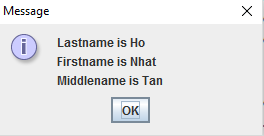 Message
Lastname is Ho
Firstname is Nhat
Middlename is Tan
OK